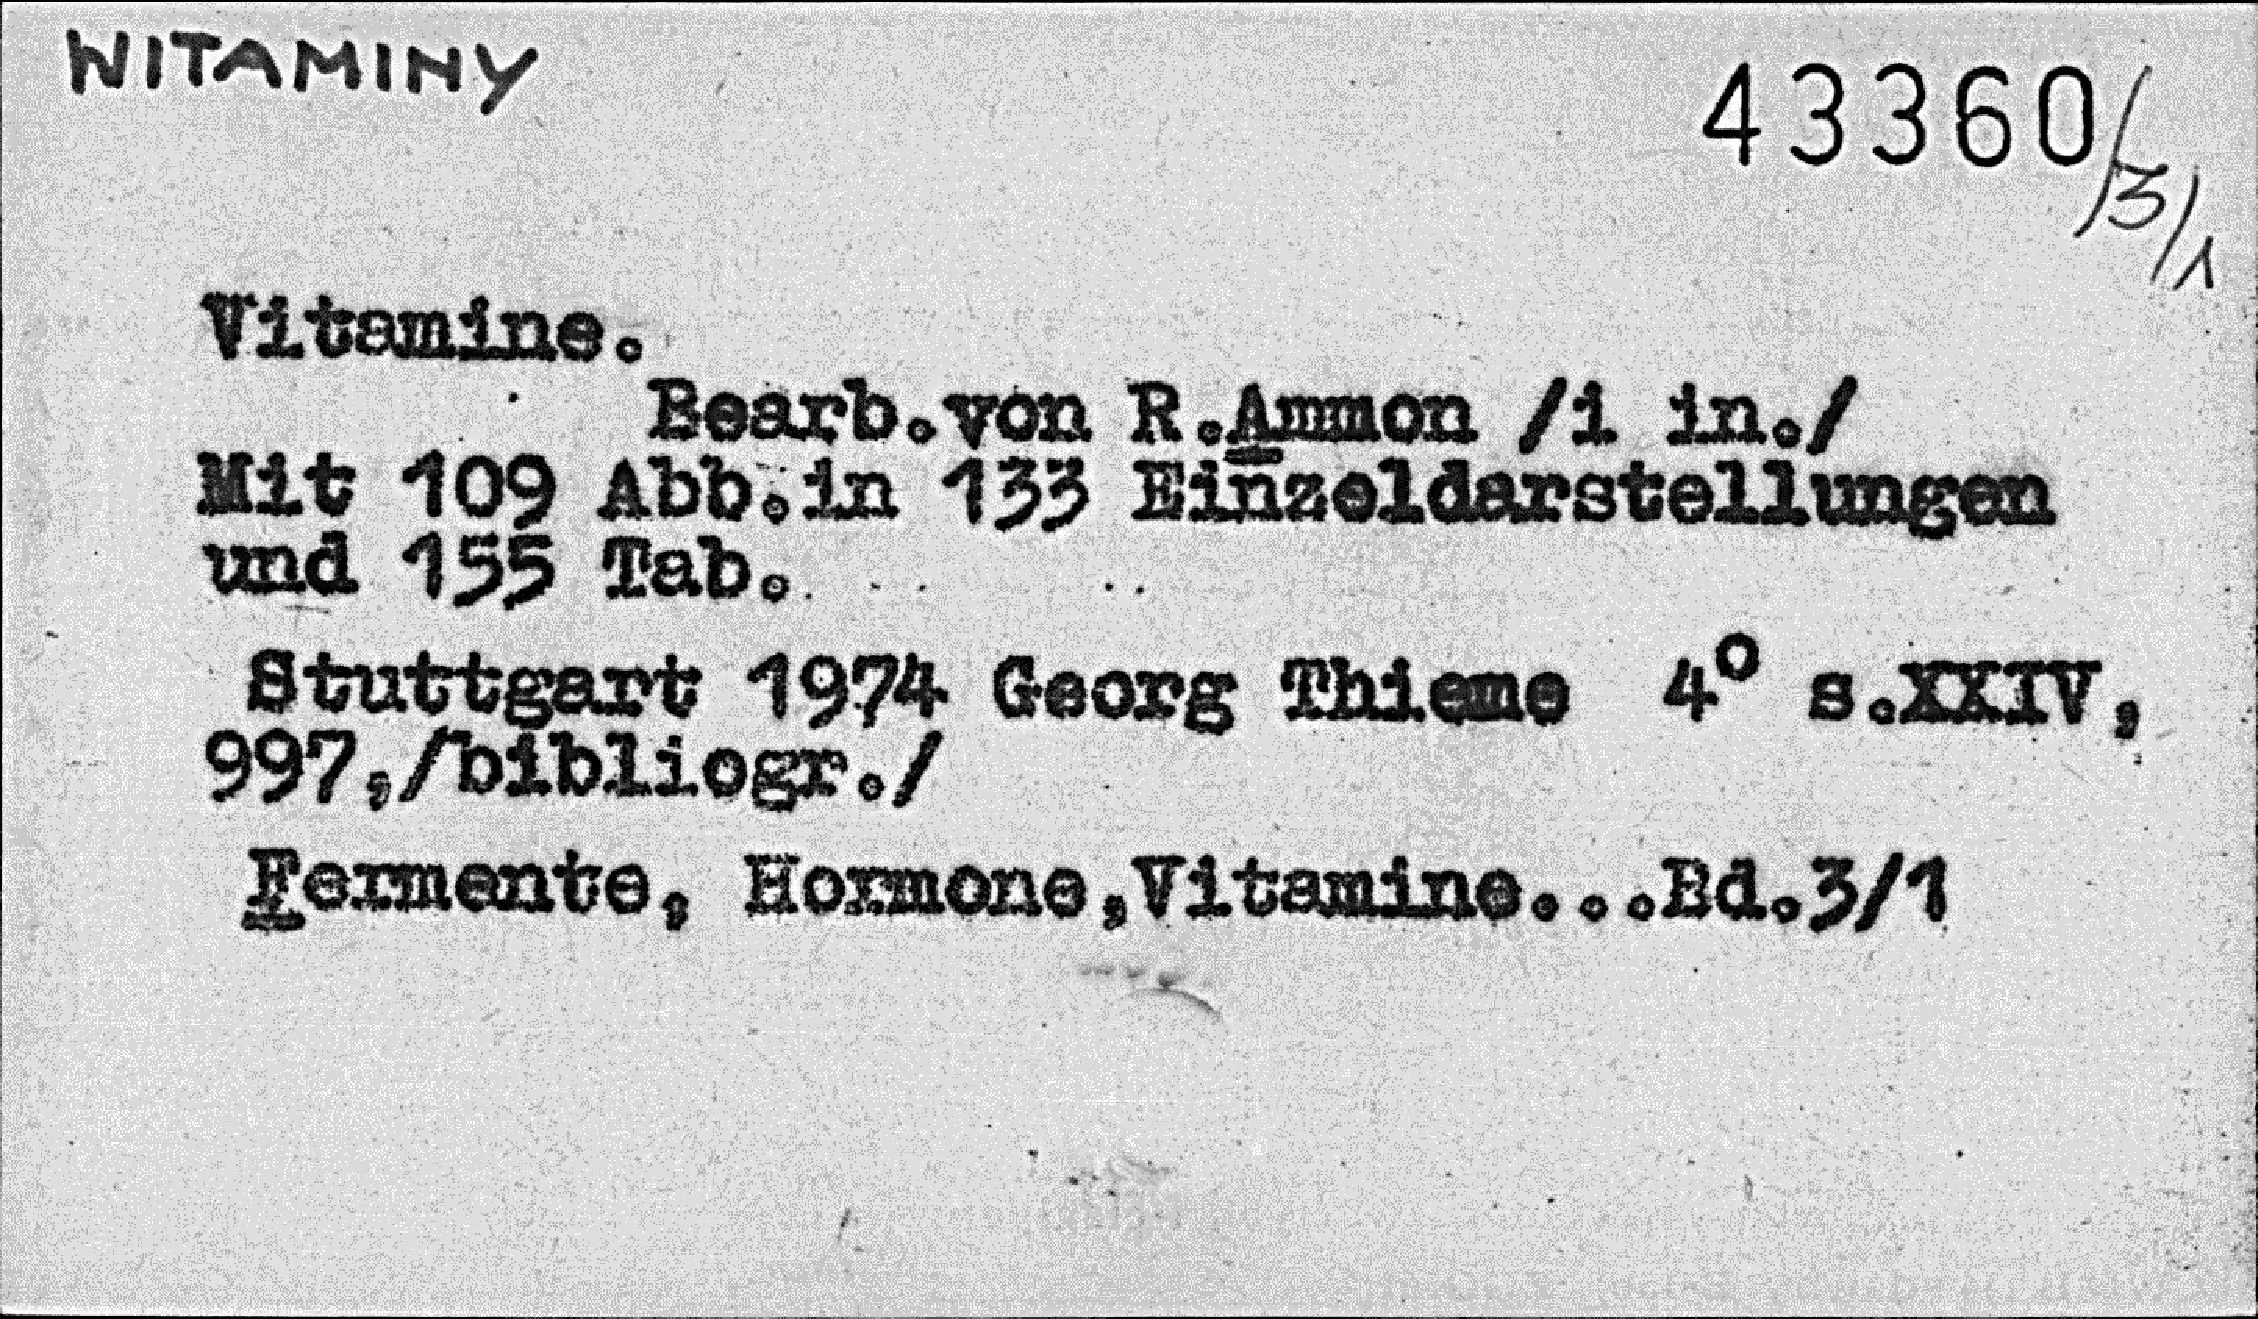 WITAMINY
43360/3/1
Vitamine.
Bearb.von R.Ammon /i in./
Mit 109 Abb.in 133 Einzeldarstellungen
und 155 Tab.
Stuttgart 1974 Georg Thieme 4° s.XXIV,
997,/bibliogr./
Fermente, Hormone,Vitamine...Bd.3/1